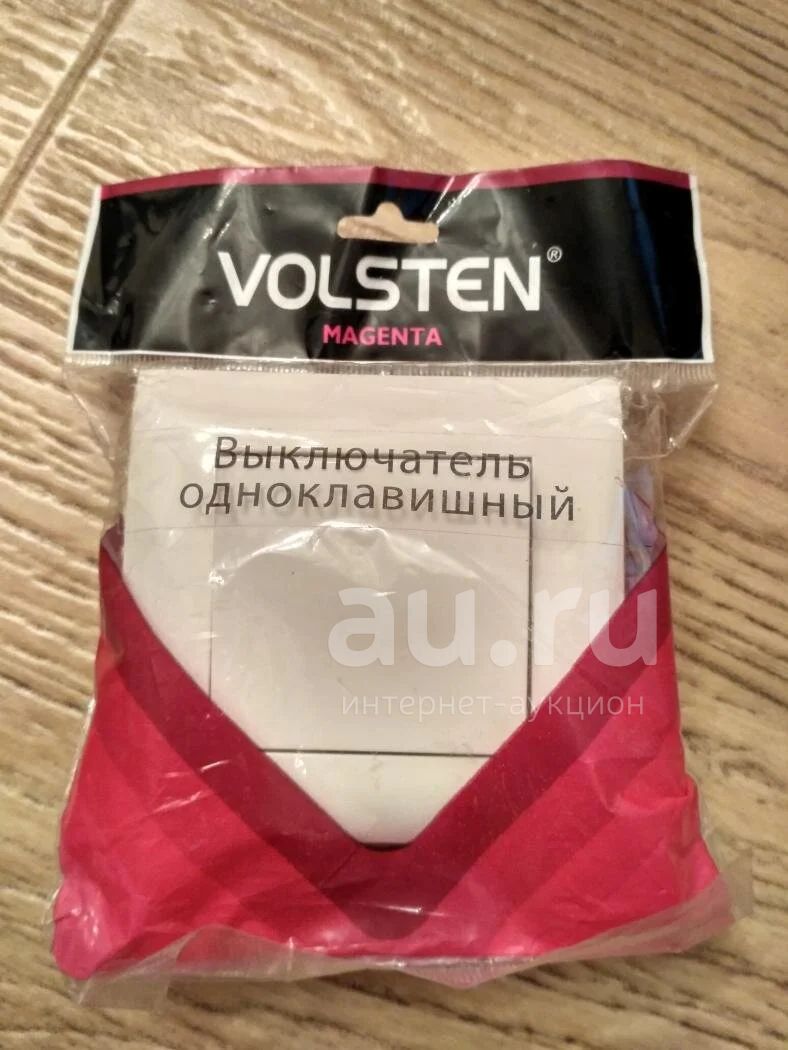 VOLSTEN®
MAGENTA
Выключатель
одноклавишный
au.ru
интернет-аукцион